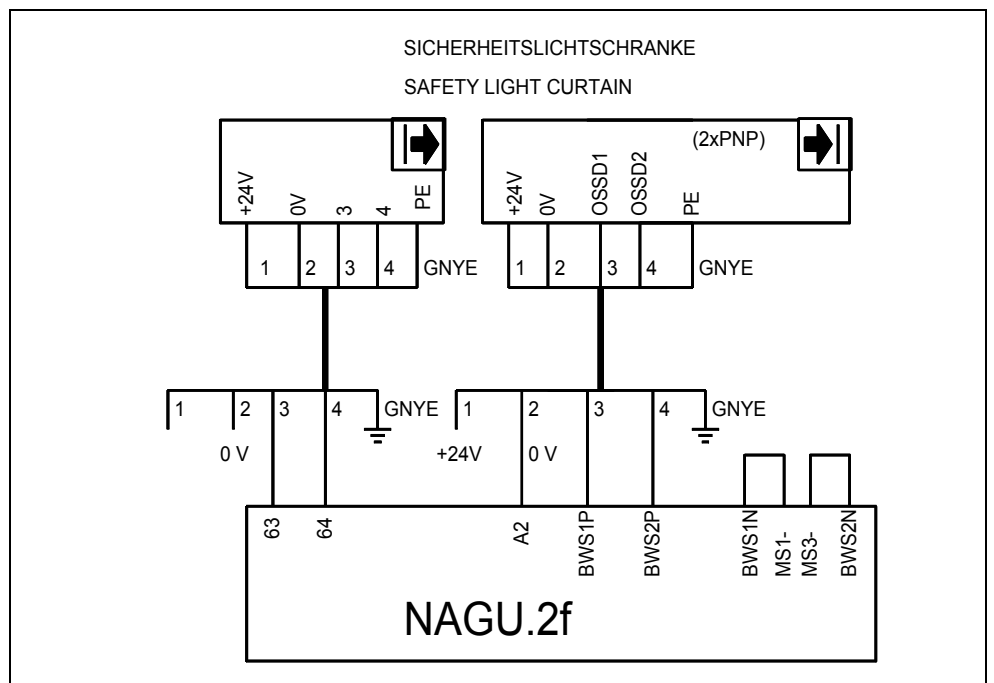 SICHERHEITSLICHTSCHRANKE
SAFETY LIGHT CURTAIN
(2xPNP)
+24V 0V 3 4 PE
+24V 0V OSSD1 OSSD2 PE
1 2 3 4 GNYE
1 2 3 4 GNYE
1 2 3 4 GNYE
1 2 3 4 GNYE
0 V
+24V 0 V
63 64 A2 BWS1P BWS2P BWS1N MS1- MS3- BWS2N
NAGU.2f